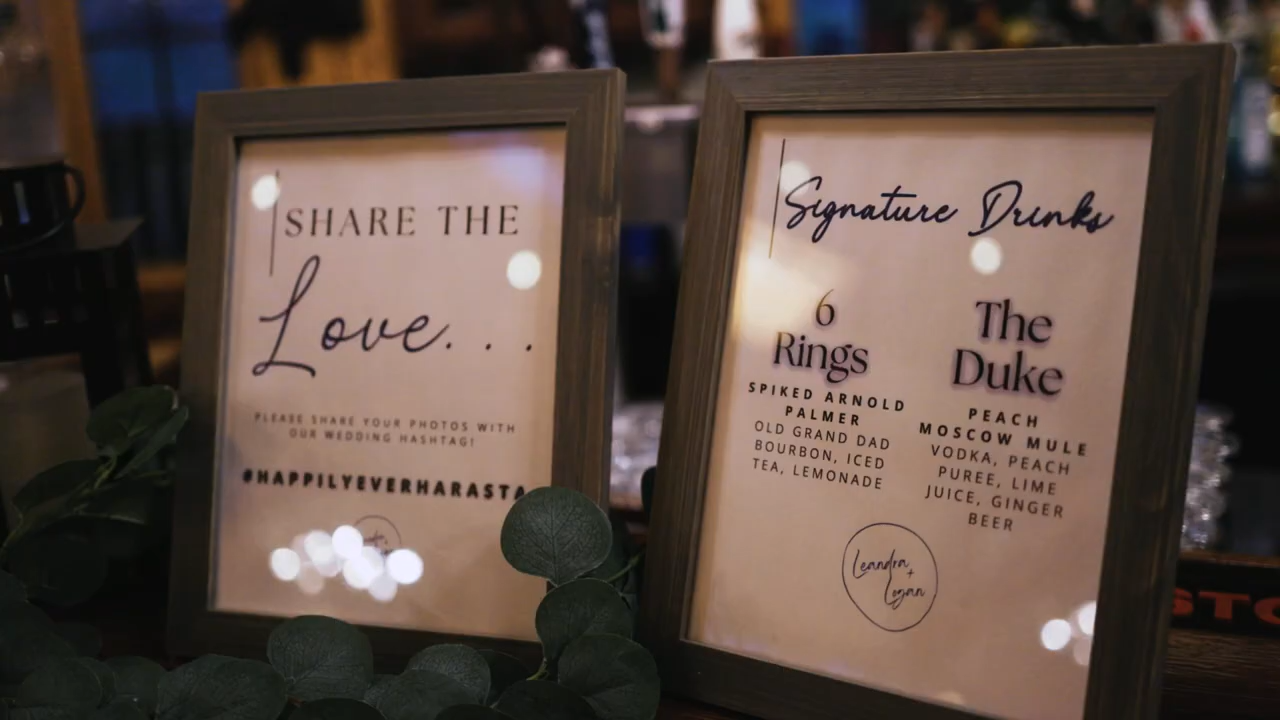 SHARE THE
Love...
PLEASE SHARE YOUR PHOTOS WITH
OUR WEDDING HASHTAG!
#HAPPILYEVERHARASTA
Signature Drinks
6
Rings
SPIKED ARNOLD
PALMER
OLD GRAND DAD
BOURBON, ICED
TEA, LEMONADE
The
Duke
PEACH
MOSCOW MULE
VODKA, PEACH
PUREE, LIME
JUICE, GINGER
BEER
Leandra
+
Logan